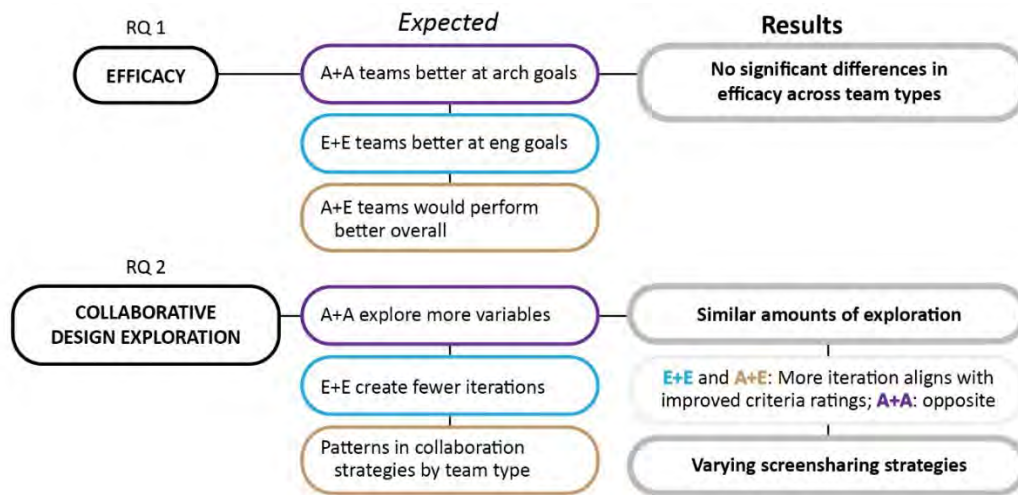 Expected
Results
RQ 1
EFFICACY
A+A teams better at arch goals
No significant differences in
efficacy across team types
E+E teams better at eng goals
A+E teams would perform
better overall
RQ 2
COLLABORATIVE
DESIGN EXPLORATION
A+A explore more variables
Similar amounts of exploration
E+E create fewer iterations
E+E and A+E: More iteration aligns with
improved criteria ratings; A+A: opposite
Patterns in collaboration
strategies by team type
Varying screensharing strategies